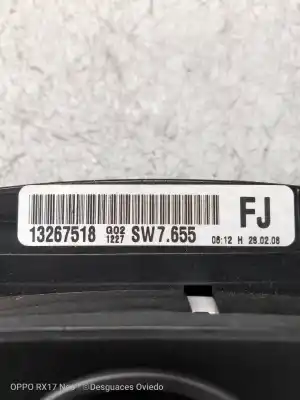 13267518 G02 1227 SW7.655 FJ
06:12 H 28.02.08
OPPO RX17 Neo © Desguaces Oviedo